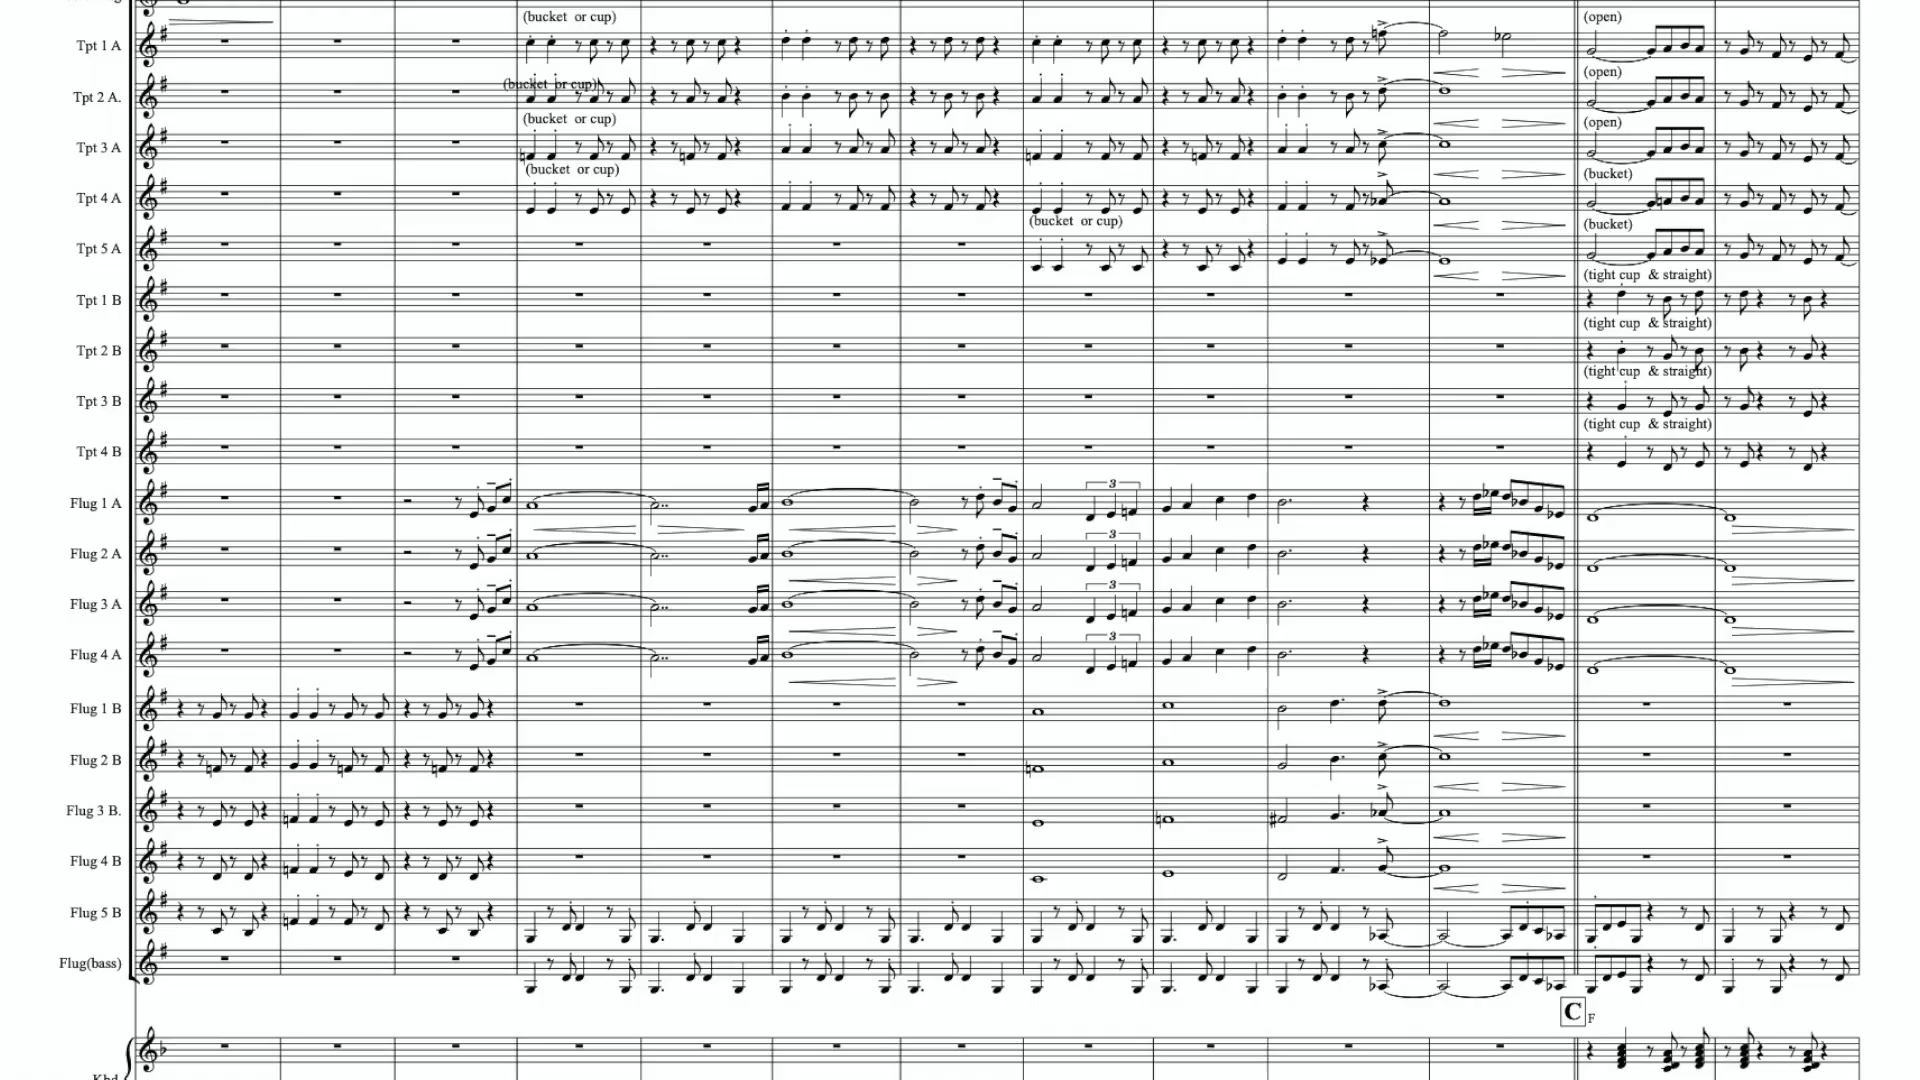 (bucket or cup) (open)
Tpt 1 A
(open)
Tpt 2 A. (bucket or cup)
(bucket or cup) (open)
Tpt 3 A
(bucket or cup) (bucket)
Tpt 4 A
(bucket or cup) (bucket)
Tpt 5 A
(tight cup & straight)
Tpt 1 B
(tight cup & straight)
Tpt 2 B
(tight cup & straight)
Tpt 3 B
(tight cup & straight)
Tpt 4 B
3
Flug 1 A
3
Flug 2 A
3
Flug 3 A
3
Flug 4 A
Flug 1 B
Flug 2 B
Flug 3 B.
Flug 4 B
Flug 5 B
Flug(bass)
C F
Kbd